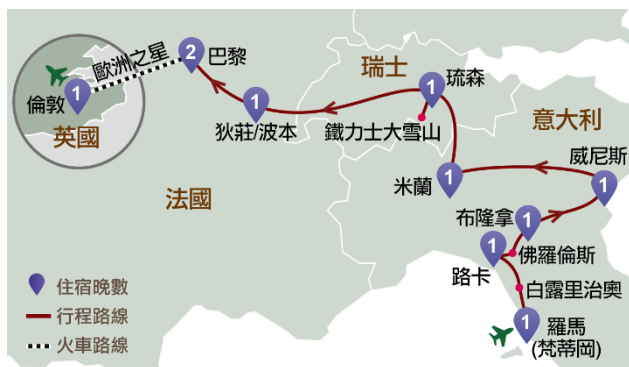 歐洲之星
2
巴黎
1
倫敦
英國
瑞士
1
琉森
1
狄莊/波本
鐵力士大雪山
意大利
威尼斯
1
1
米蘭
法國
布隆拿
1
佛羅倫斯
1
路卡
白露里治奧
1
羅馬
(梵蒂岡)
住宿晚數
行程路線
火車路線